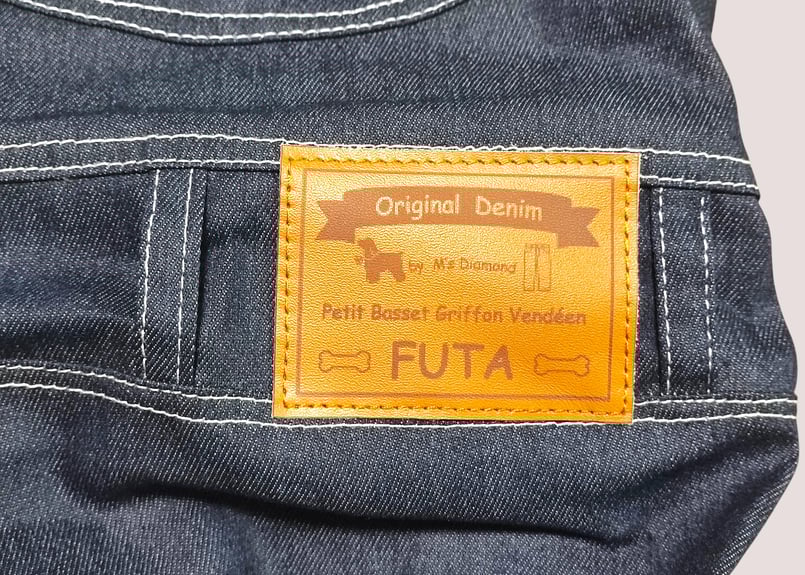 Original Denim
by M's Diamond
Petit Basset Griffon Vendéen
FUTA